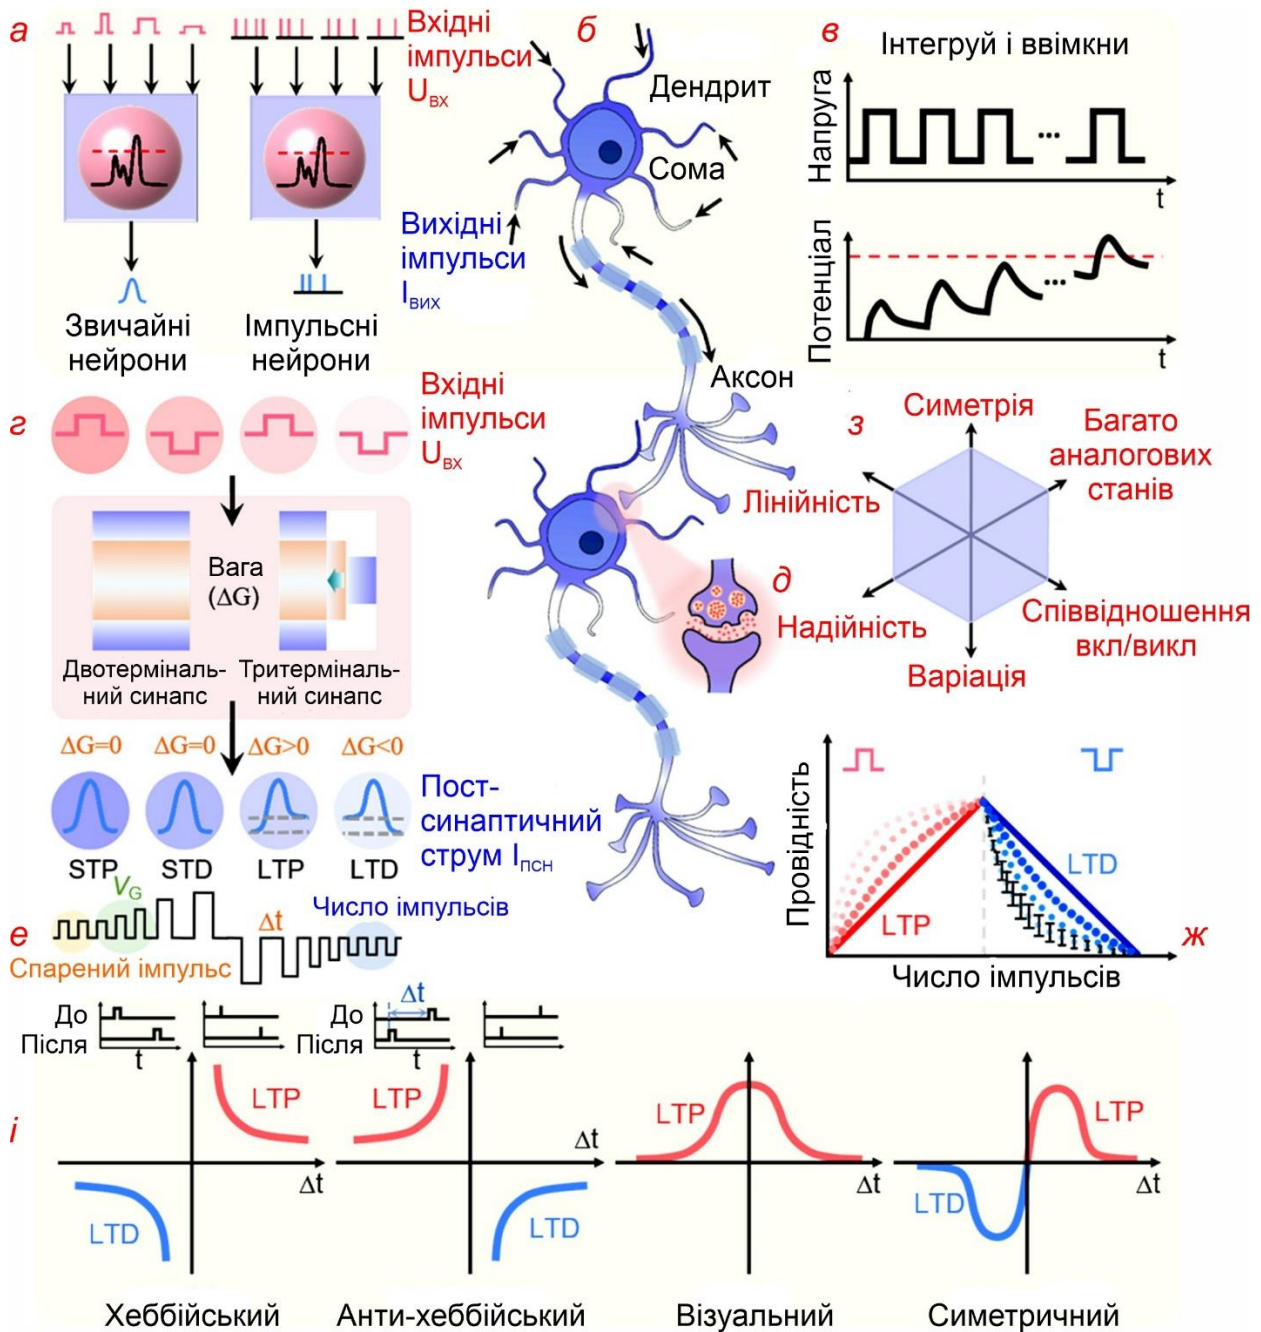 а
Вхідні
імпульси
Uвх
Вихідні
імпульси
Iвих
Звичайні
нейрони
Імпульсні
нейрони
б
Дендрит
Сома
Аксон
в
Інтегруй і ввімкни
Напруга
t
Потенціал
t
г
Вхідні
імпульси
Uвх
Вага
(ΔG)
Двотерміналь-
ний синапс
Тритерміналь-
ний синапс
ΔG=0
ΔG=0
ΔG>0
ΔG<0
STP
STD
LTP
LTD
Пост-
синаптичний
струм Iпсн
д
з
Симетрія
Багато
аналогових
станів
Лінійність
Надійність
Співвідношення
вкл/викл
Варіація
е
VG
Δt
Число імпульсів
Спарений імпульс
Провідність
LTP
LTD
Число імпульсів
ж
До
Після
t
До
Після
Δt
і
LTP
LTD
Δt
Хеббійський
LTP
LTD
Δt
Анти-хеббійський
LTP
Δt
Візуальний
LTP
LTD
Δt
Симетричний